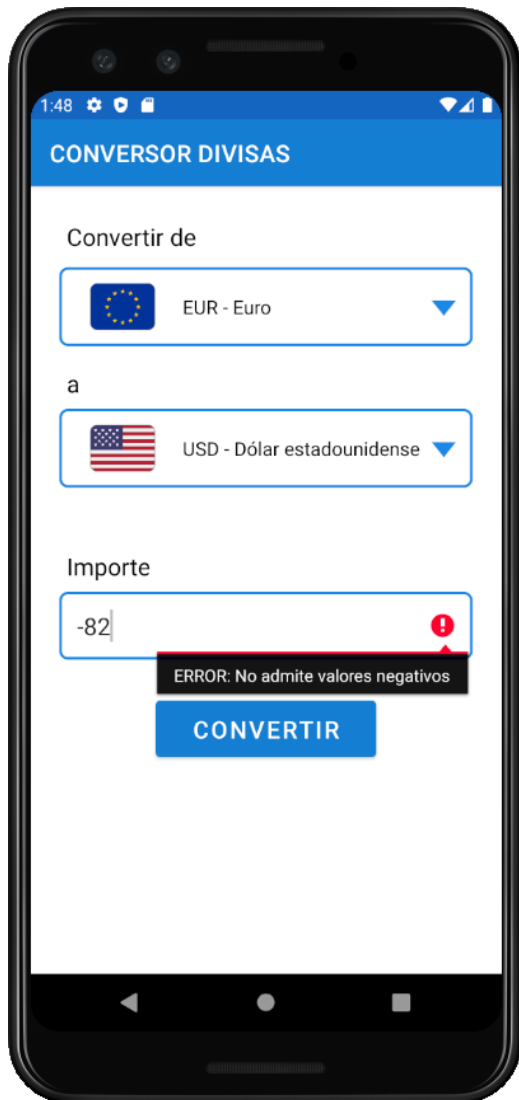 1:48
CONVERSOR DIVISAS
Convertir de
EUR - Euro
a
USD - Dólar estadounidense
Importe
-82
ERROR: No admite valores negativos
CONVERTIR